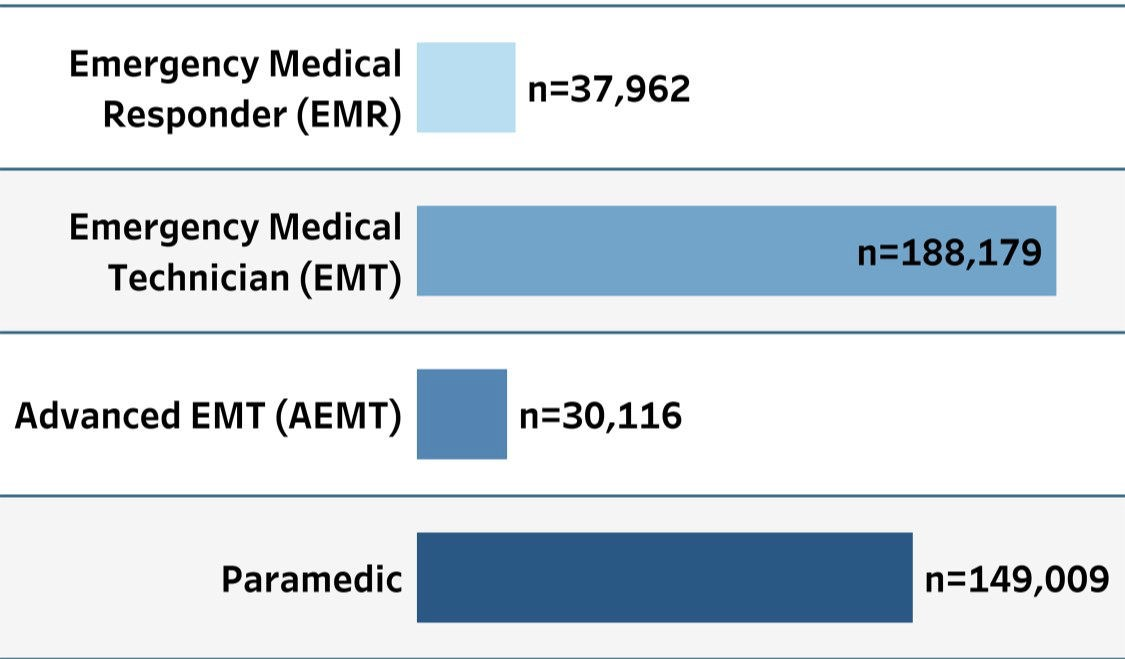 Emergency Medical
Responder (EMR)
n=37,962
Emergency Medical
Technician (EMT)
n=188,179
Advanced EMT (AEMT)
n=30,116
Paramedic
n=149,009